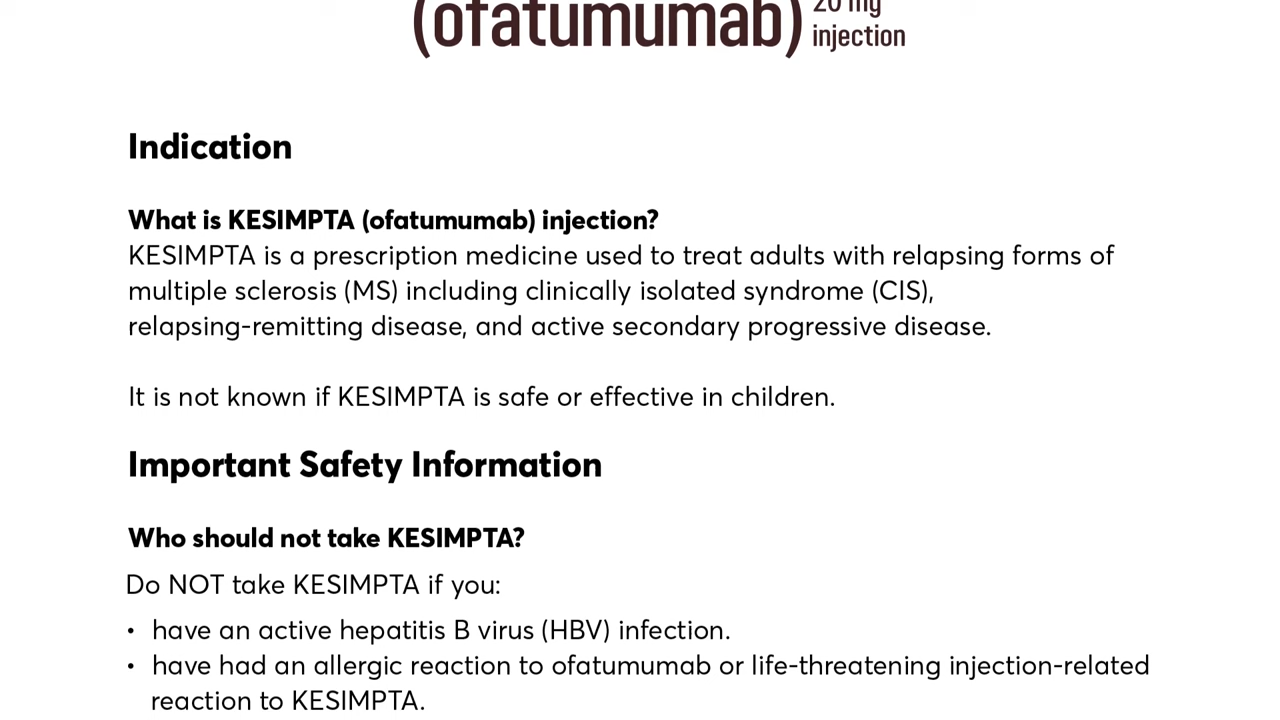 (ofatumumab) 20 mg
injection
Indication
What is KESIMPTA (ofatumumab) injection?
KESIMPTA is a prescription medicine used to treat adults with relapsing forms of
multiple sclerosis (MS) including clinically isolated syndrome (CIS),
relapsing-remitting disease, and active secondary progressive disease.
It is not known if KESIMPTA is safe or effective in children.
Important Safety Information
Who should not take KESIMPTA?
Do NOT take KESIMPTA if you:
• have an active hepatitis B virus (HBV) infection.
• have had an allergic reaction to ofatumumab or life-threatening injection-related
reaction to KESIMPTA.